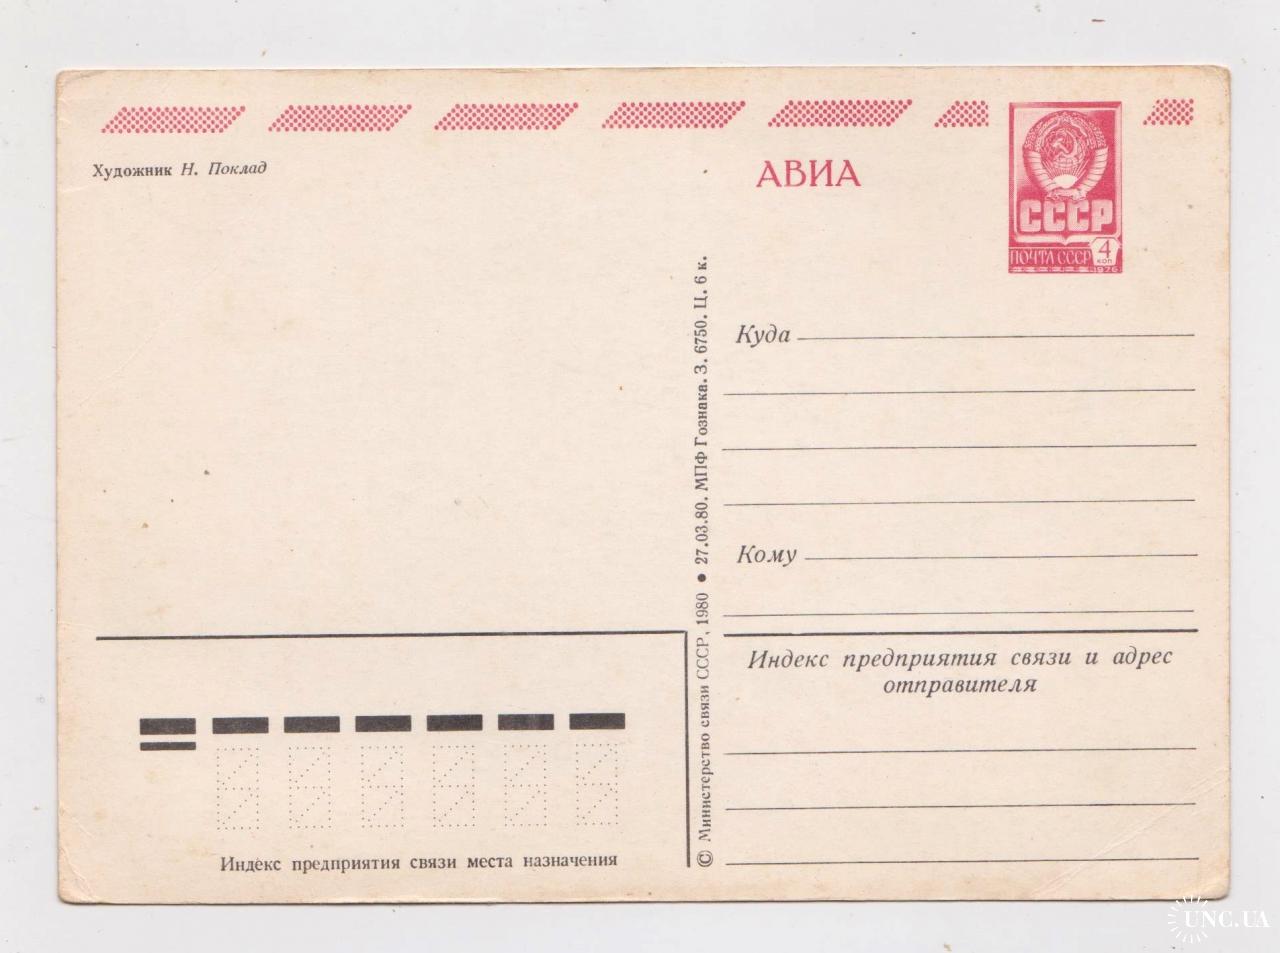 Художник Н. Поклад
АВИА
СССР
ПОЧТА СССР 4 КОП
1976
Куда
Кому
© Министерство связи СССР, 1980 ● 27.03.80. МПФ Гознака. З. 6750. Ц. 6 к.
Индекс предприятия связи и адрес
отправителя
Индекс предприятия связи места назначения
UNC.UA